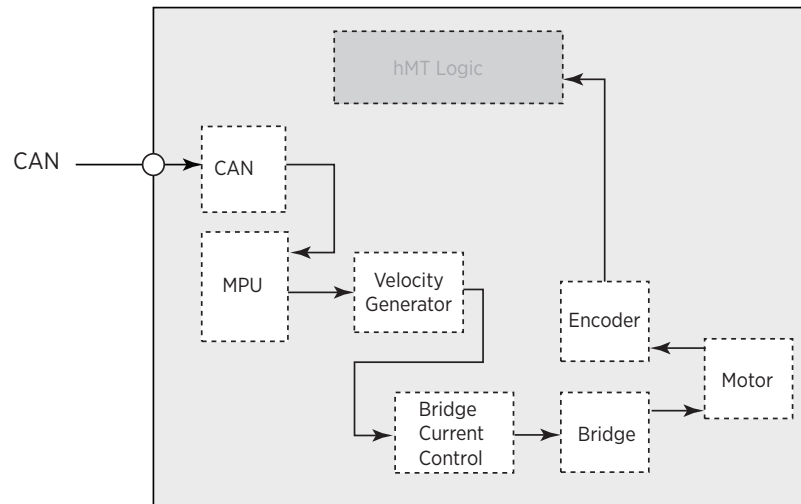 hMT Logic
CAN
CAN
MPU
Velocity
Generator
Encoder
Motor
Bridge
Current
Control
Bridge